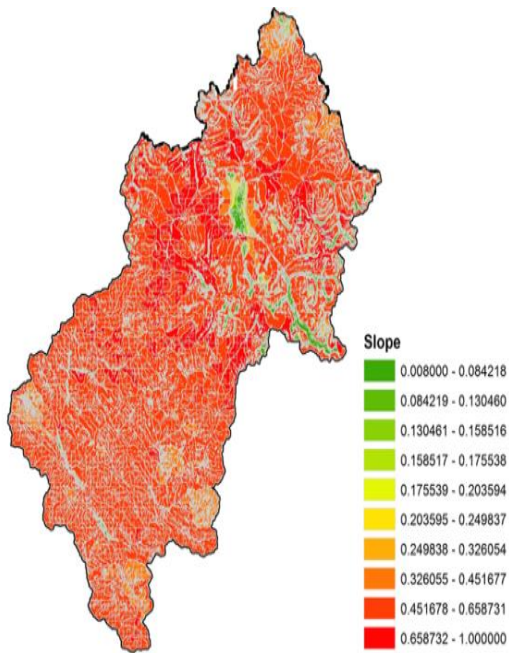 Slope
0.008000 - 0.084218
0.084219 - 0.130460
0.130461 - 0.158516
0.158517 - 0.175538
0.175539 - 0.203594
0.203595 - 0.249837
0.249838 - 0.326054
0.326055 - 0.451677
0.451678 - 0.658731
0.658732 - 1.000000